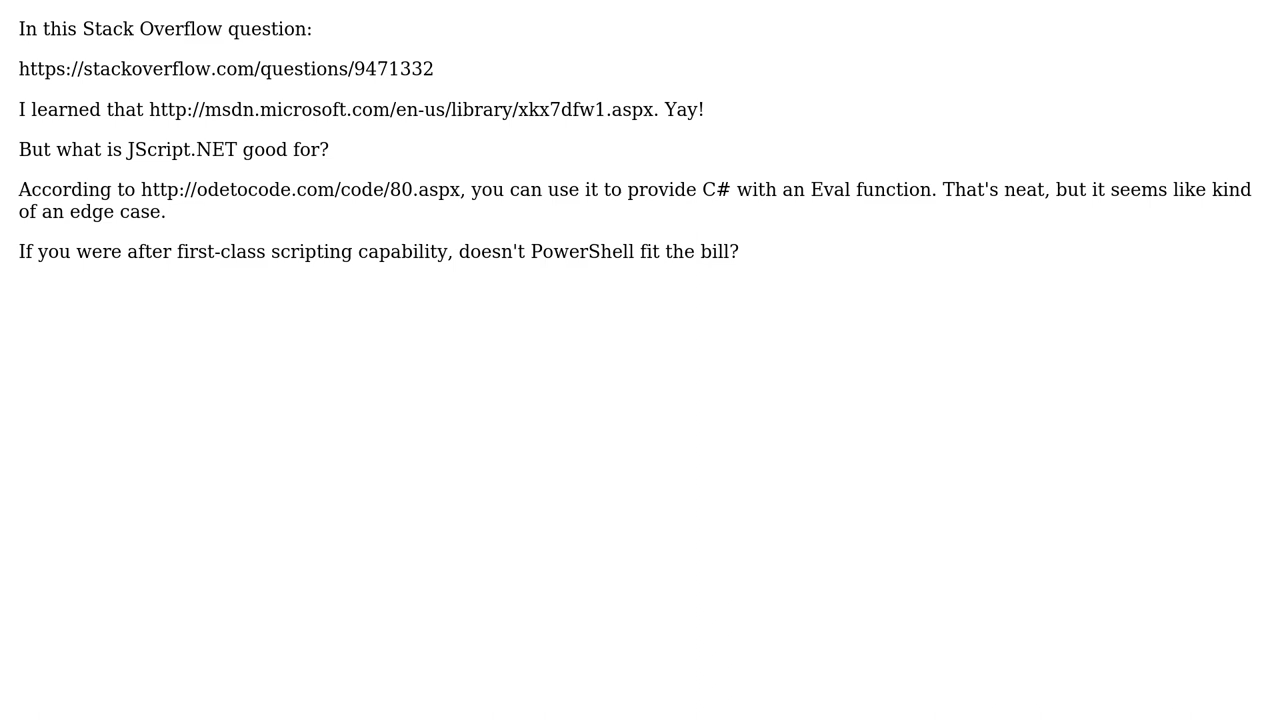 In this Stack Overflow question:
https://stackoverflow.com/questions/9471332
I learned that http://msdn.microsoft.com/en-us/library/xkx7dfw1.aspx. Yay!
But what is JScript.NET good for?
According to http://odetocode.com/code/80.aspx, you can use it to provide C# with an Eval function. That's neat, but it seems like kind
of an edge case.
If you were after first-class scripting capability, doesn't PowerShell fit the bill?